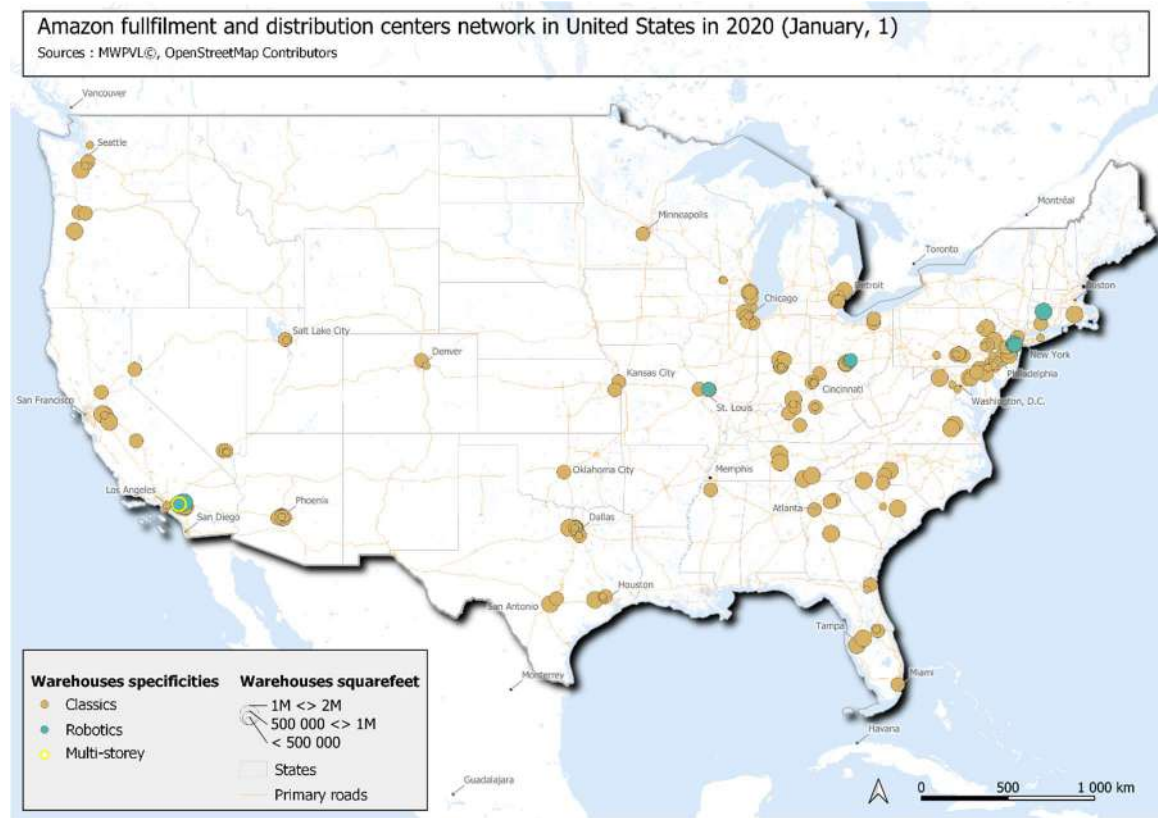 Amazon fullfilment and distribution centers network in United States in 2020 (January, 1)
Sources : MWPVL©, OpenStreetMap Contributors
Vancouver
Seattle
Montréal
Minneapolis
Toronto
Boston
Detroit
Chicago
Salt Lake City
Denver
New York
Kansas City
Philadelphia
Cincinnati
San Francisco
Washington, D.C.
St. Louis
Oklahoma City
Memphis
Los Angeles
Phoenix
San Diego
Atlanta
Dallas
Houston
San Antonio
Tampa
Miami
Monterrey
Havana
Guadalajara
Warehouses specificities
Classics
Robotics
Multi-storey
Warehouses squarefeet
1M <> 2M
500 000 <> 1M
< 500 000
States
Primary roads
0 500 1 000 km